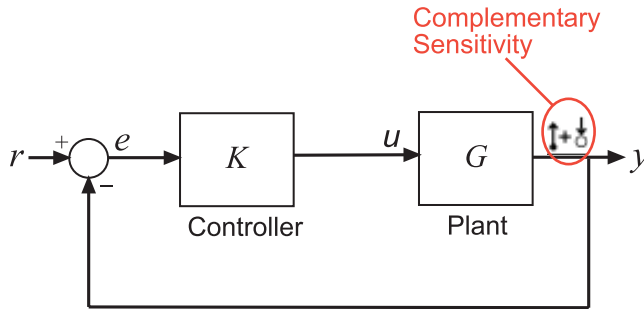 Complementary
Sensitivity
r
+
e
−
K
Controller
u
G
Plant
+
y